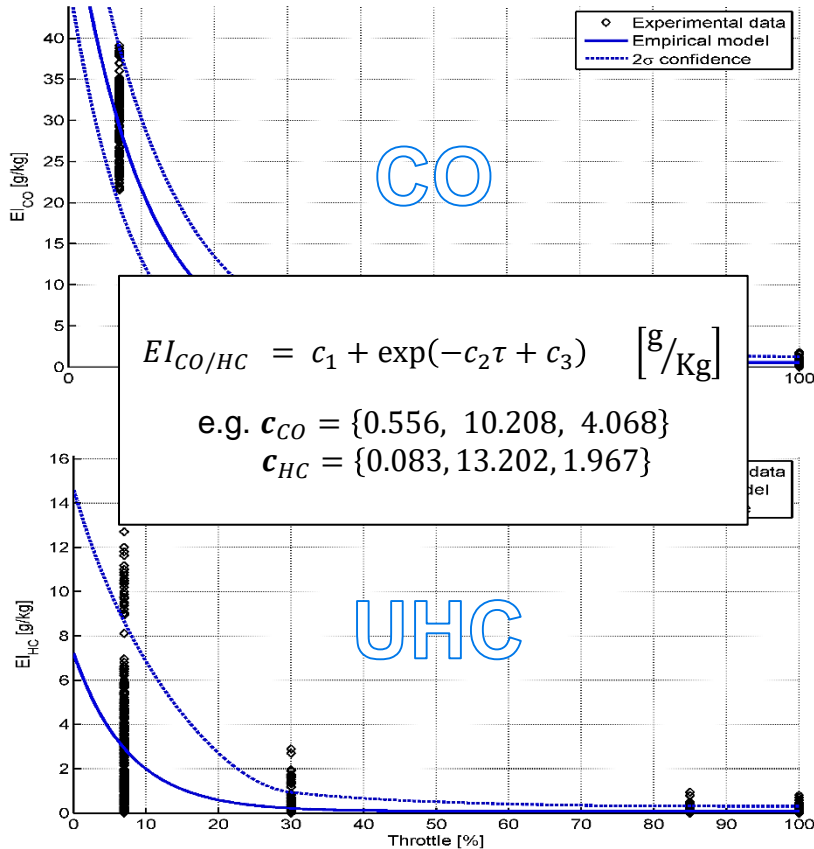 Experimental data
Empirical model
2σ confidence
40
35
30
25
20
15
10
5
0
EI_CO [g/kg]
CO
0
100
EI_{CO/HC} = c_1 + exp(−c_2τ + c_3) [g/Kg]
e.g. c_CO = {0.556, 10.208, 4.068}
c_HC = {0.083, 13.202, 1.967}
data
16
14
12
10
8
6
4
2
0
EI_HC [g/kg]
UHC
0 10 20 30 40 50 60 70 80 90 100
Throttle [%]